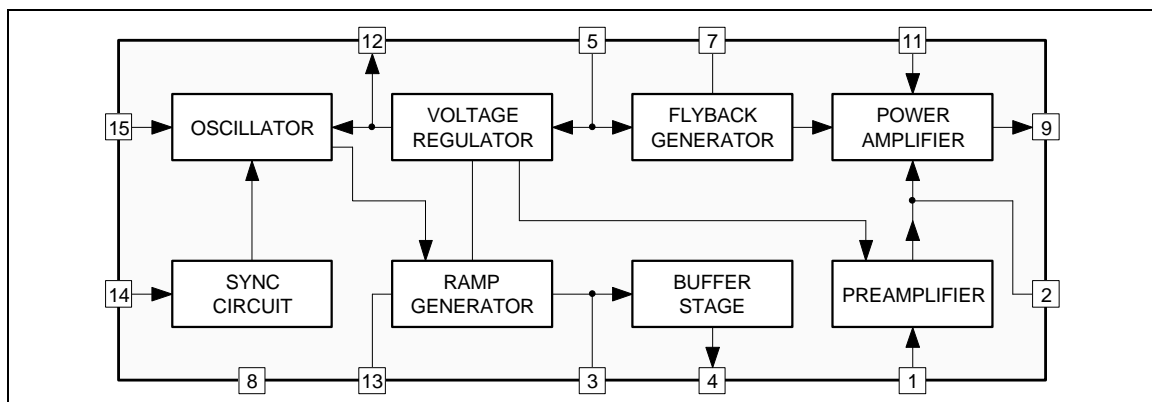 12
5
7
11
15
OSCILLATOR
VOLTAGE
REGULATOR
FLYBACK
GENERATOR
POWER
AMPLIFIER
9
14
SYNC
CIRCUIT
RAMP
GENERATOR
BUFFER
STAGE
PREAMPLIFIER
2
8
13
3
4
1